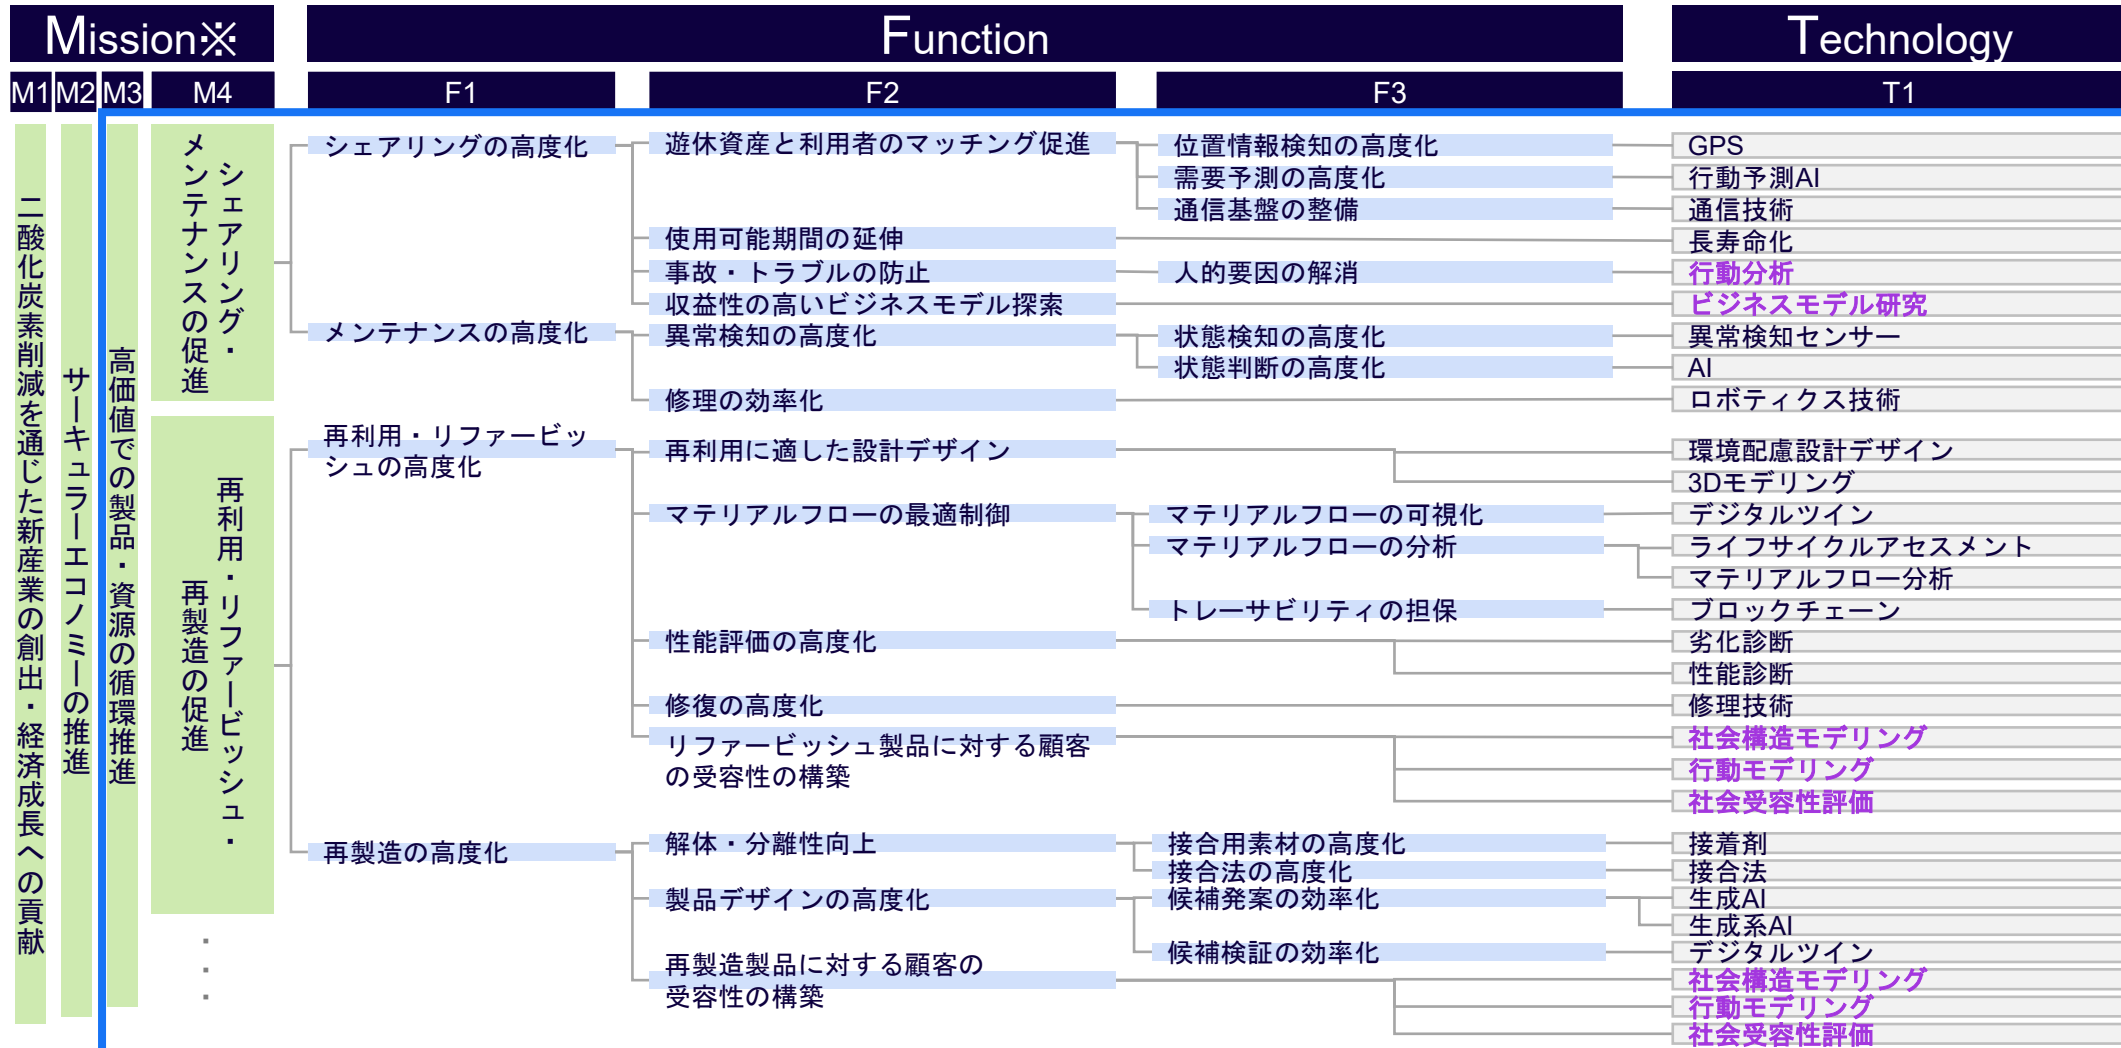 Mission※
Function
Technology
M1
M2
M3
M4
F1
F2
F3
T1
二酸化炭素削減を通じた新産業の創出・経済成長への貢献
サーキュラーエコノミーの推進
高価値での製品・資源の循環推進
シェアリング・
メンテナンスの促進
シェアリングの高度化
遊休資産と利用者のマッチング促進
位置情報検知の高度化
GPS
需要予測の高度化
行動予測AI
通信基盤の整備
通信技術
使用可能期間の延伸
長寿命化
事故・トラブルの防止
人的要因の解消
行動分析
収益性の高いビジネスモデル探索
ビジネスモデル研究
メンテナンスの高度化
異常検知の高度化
状態検知の高度化
異常検知センサー
状態判断の高度化
AI
修理の効率化
ロボティクス技術
再利用・リファービッシュ・
再製造の促進
再利用・リファービッ
シュの高度化
再利用に適した設計デザイン
環境配慮設計デザイン
3Dモデリング
マテリアルフローの最適制御
マテリアルフローの可視化
デジタルツイン
マテリアルフローの分析
ライフサイクルアセスメント
マテリアルフロー分析
トレーサビリティの担保
ブロックチェーン
性能評価の高度化
劣化診断
性能診断
修復の高度化
修理技術
リファービッシュ製品に対する顧客
の受容性の構築
社会構造モデリング
行動モデリング
社会受容性評価
再製造の高度化
解体・分離性向上
接合用素材の高度化
接着剤
接合法の高度化
接合法
製品デザインの高度化
候補発案の効率化
生成AI
生成系AI
候補検証の効率化
デジタルツイン
再製造製品に対する顧客の
受容性の構築
社会構造モデリング
行動モデリング
社会受容性評価
・
・
・